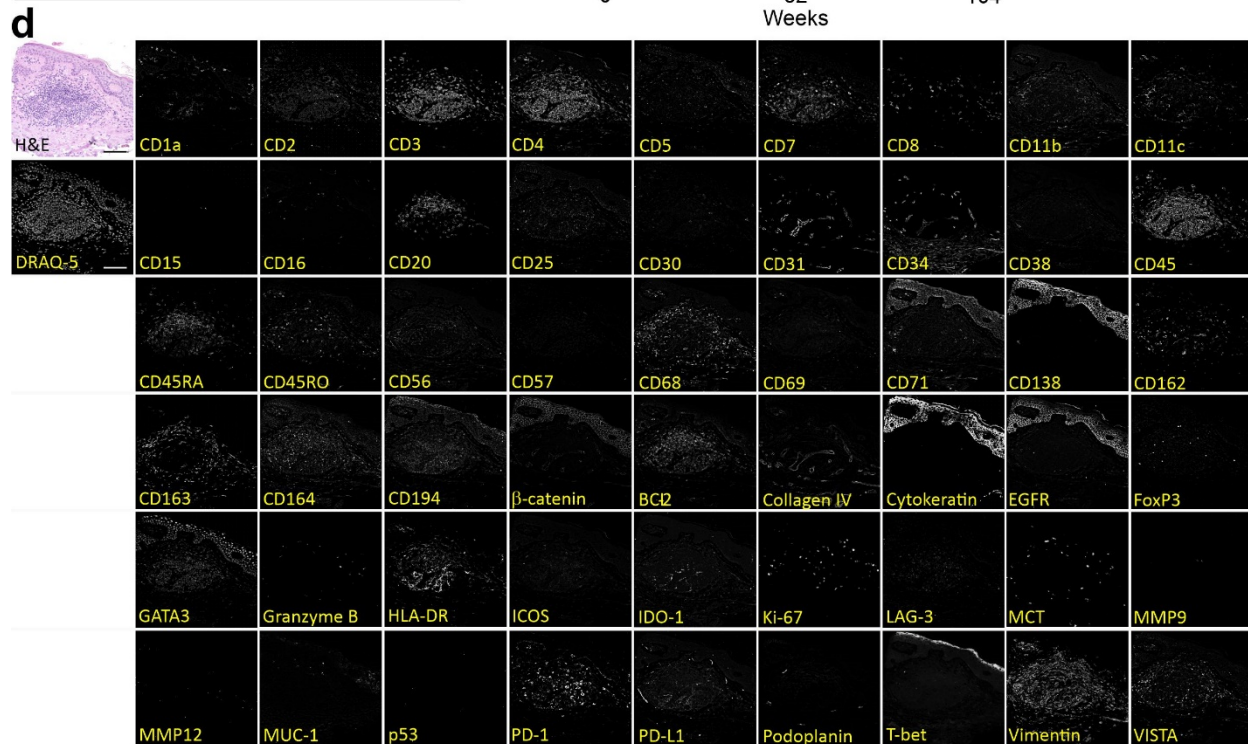 Weeks
d
H&E CD1a CD2 CD3 CD4 CD5 CD7 CD8 CD11b CD11c
DRAQ-5 CD15 CD16 CD20 CD25 CD30 CD31 CD34 CD38 CD45
CD45RA CD45RO CD56 CD57 CD68 CD69 CD71 CD138 CD162
CD163 CD164 CD194 β-catenin BCl2 Collagen IV Cytokeratin EGFR FoxP3
GATA3 Granzyme B HLA-DR ICOS IDO-1 Ki-67 LAG-3 MCT MMP9
MMP12 MUC-1 p53 PD-1 PD-L1 Podoplanin T-bet Vimentin VISTA